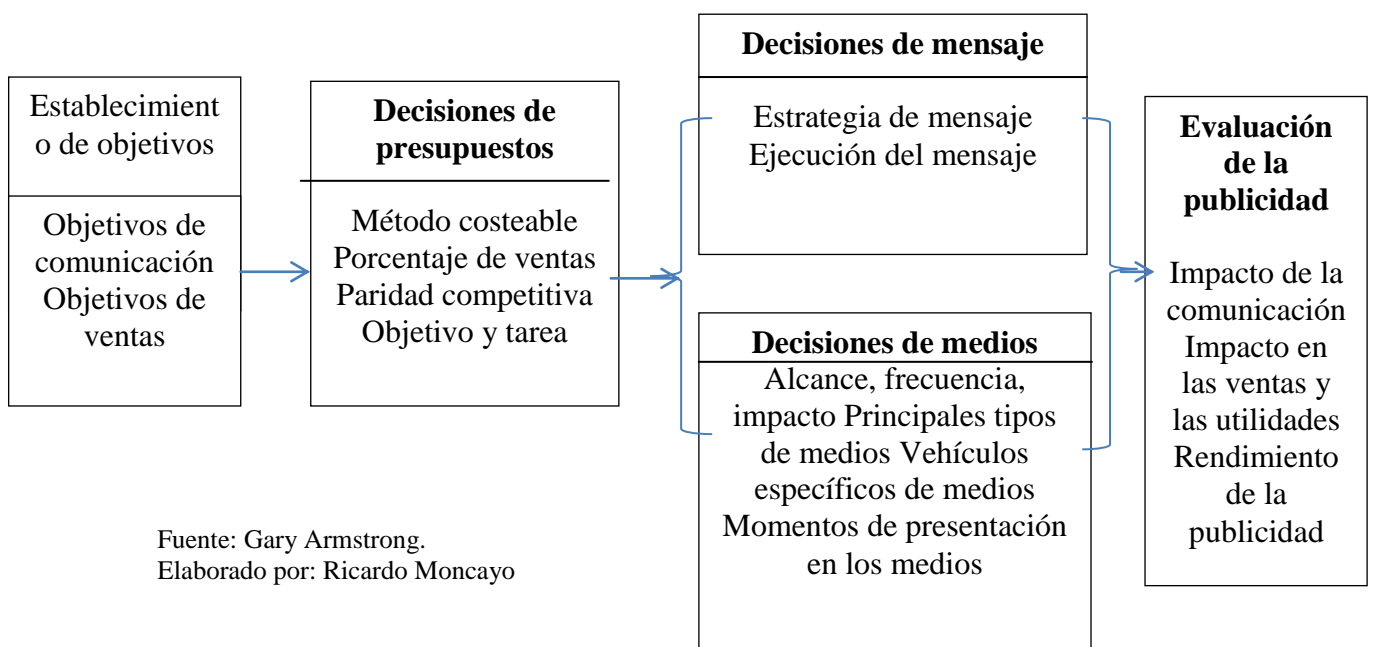 Establecimient
o de objetivos
Objetivos de
comunicación
Objetivos de
ventas
Decisiones de
presupuestos
Método costeable
Porcentaje de ventas
Paridad competitiva
Objetivo y tarea
Decisiones de mensaje
Estrategia de mensaje
Ejecución del mensaje
Decisiones de medios
Alcance, frecuencia,
impacto Principales tipos
de medios Vehículos
específicos de medios
Momentos de presentación
en los medios
Evaluación
de la
publicidad
Impacto de la
comunicación
Impacto en
las ventas y
las utilidades
Rendimiento
de la
publicidad
Fuente: Gary Armstrong.
Elaborado por: Ricardo Moncayo